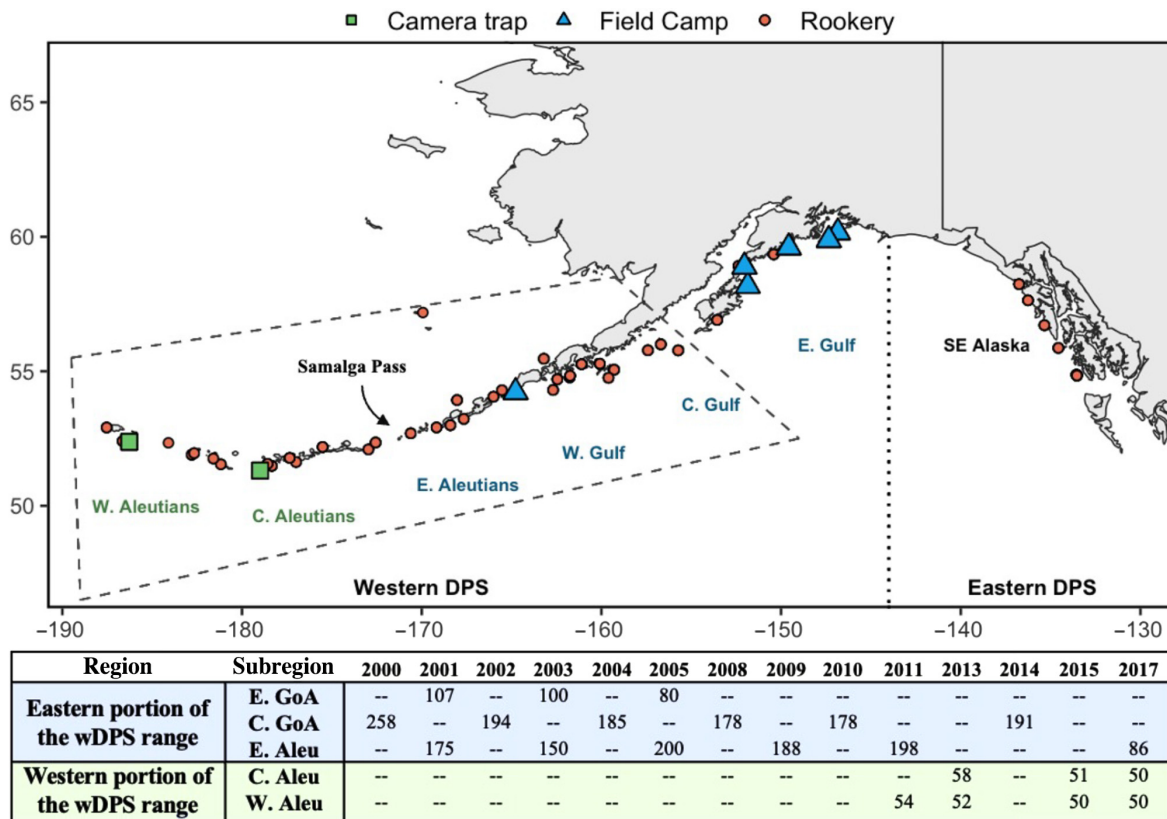 Camera trap Field Camp Rookery
65
60
55
50
Samalga Pass
E. Gulf
SE Alaska
C. Gulf
W. Gulf
E. Aleutians
W. Aleutians
C. Aleutians
Western DPS
Eastern DPS
−190 −180 −170 −160 −150 −140 −130
Region Subregion 2000 2001 2002 2003 2004 2005 2008 2009 2010 2011 2013 2014 2015 2017
Eastern portion of the wDPS range
E. GoA -- 107 -- 100 -- 80 -- -- -- -- -- -- -- --
C. GoA 258 -- 194 -- 185 -- 178 -- 178 -- -- 191 -- --
E. Aleu -- 175 -- 150 -- 200 -- 188 -- 198 -- -- -- 86
Western portion of the wDPS range
C. Aleu -- -- -- -- -- -- -- -- -- -- 58 -- 51 50
W. Aleu -- -- -- -- -- -- -- -- -- 54 52 -- 50 50